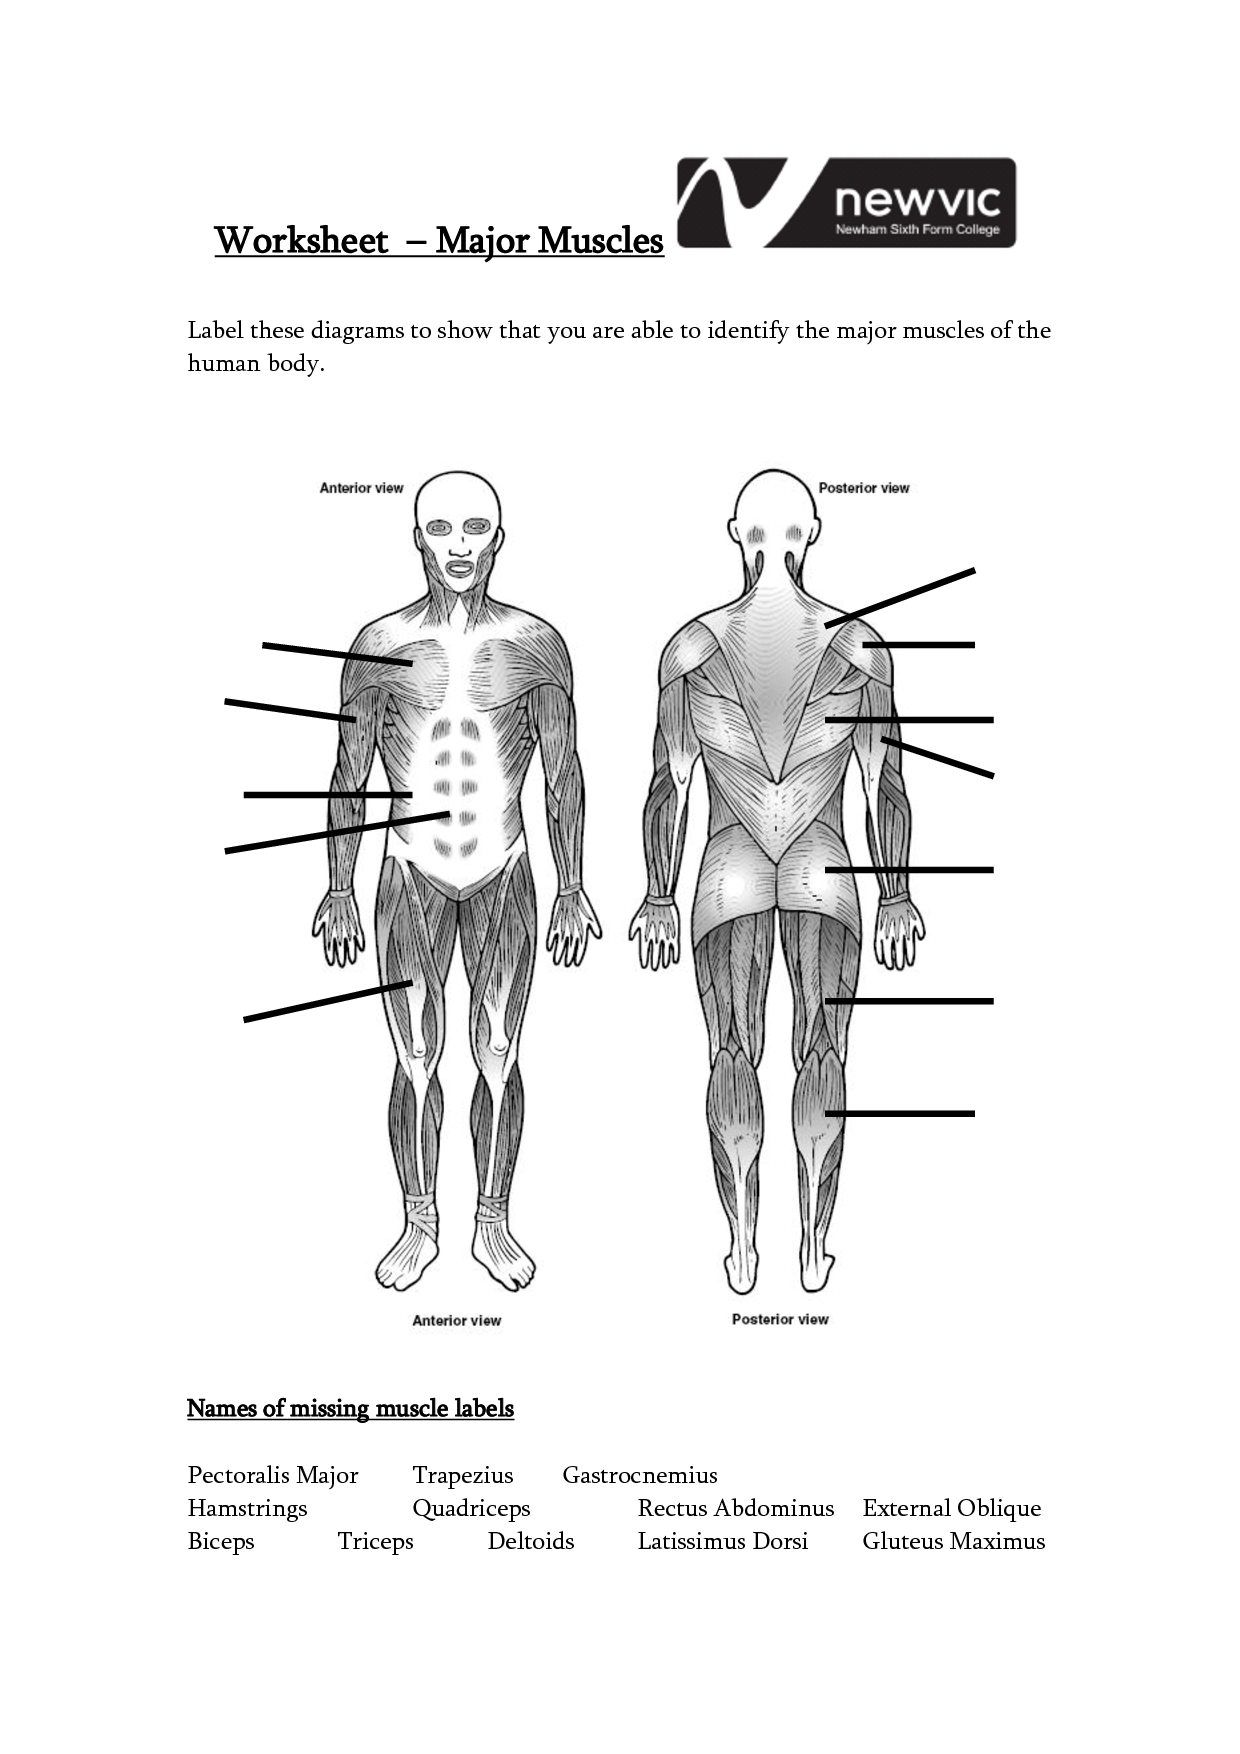 newvic
Newham Sixth Form College
Worksheet – Major Muscles
Label these diagrams to show that you are able to identify the major muscles of the
human body.
Anterior view
Posterior view
Anterior view
Posterior view
Names of missing muscle labels
Pectoralis Major Trapezius Gastrocnemius
Hamstrings Quadriceps Rectus Abdominus External Oblique
Biceps Triceps Deltoids Latissimus Dorsi Gluteus Maximus